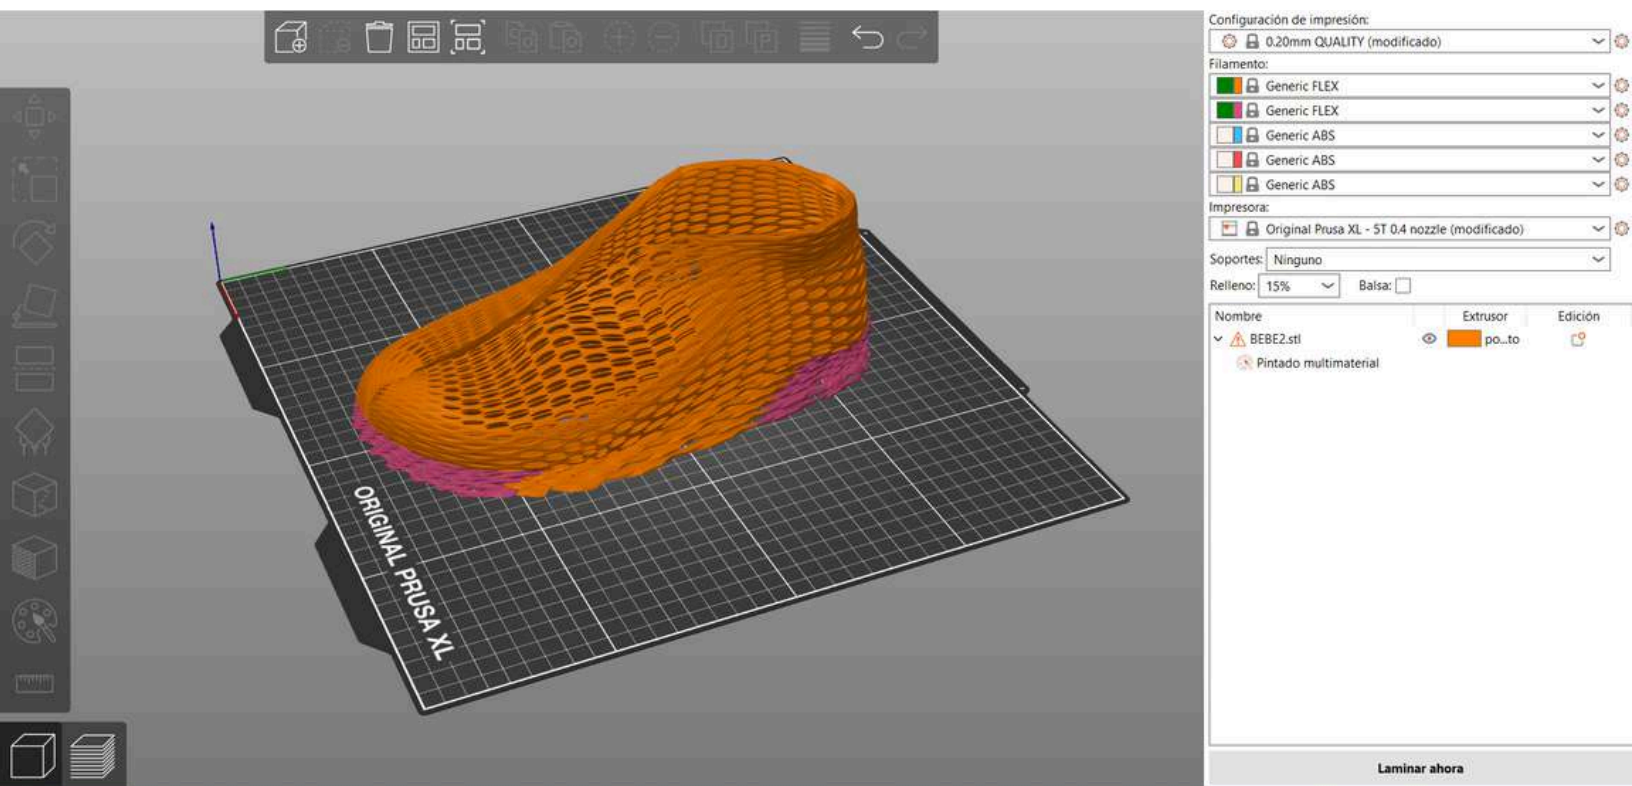 Configuración de impresión:
0.20mm QUALITY (modificado)
Filamento:
Generic FLEX
Generic FLEX
Generic ABS
Generic ABS
Generic ABS
Impresora:
Original Prusa XL - 5T 0.4 nozzle (modificado)
Soportes: Ninguno
Relleno: 15% Balsa:
Nombre Extrusor Edición
BEBE2.stl po...to
Pintado multimaterial
ORIGINAL PRUSA XL
Laminar ahora